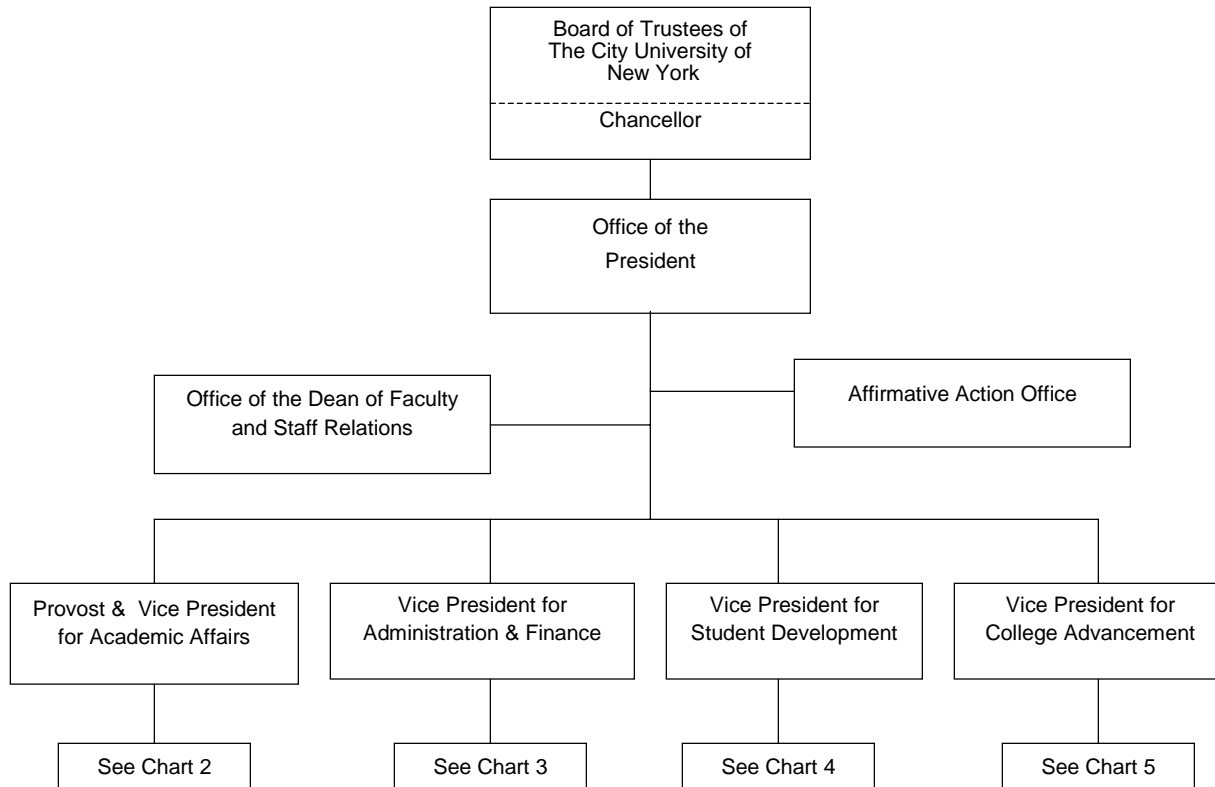 Board of Trustees of
The City University of
New York
Chancellor
Office of the
President
Office of the Dean of Faculty
and Staff Relations
Affirmative Action Office
Provost & Vice President
for Academic Affairs
Vice President for
Administration & Finance
Vice President for
Student Development
Vice President for
College Advancement
See Chart 2
See Chart 3
See Chart 4
See Chart 5